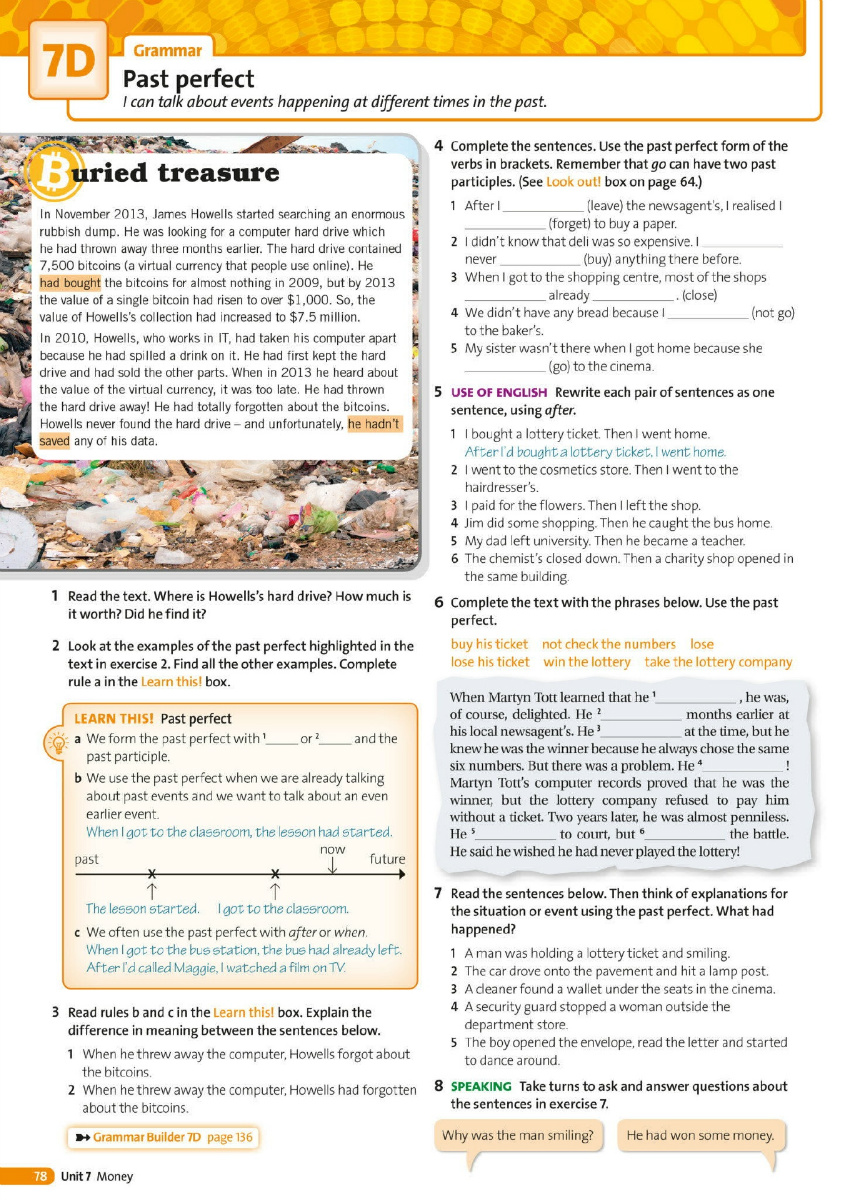 7D
Grammar
Past perfect
I can talk about events happening at different times in the past.
Buried treasure
In November 2013, James Howells started searching an enormous
rubbish dump. He was looking for a computer hard drive which
he had thrown away three months earlier. The hard drive contained
7,500 bitcoins (a virtual currency that people use online). He
had bought the bitcoins for almost nothing in 2009, but by 2013
the value of a single bitcoin had risen to over $1,000. So, the
value of Howells's collection had increased to $7.5 million.
In 2010, Howells, who works in IT, had taken his computer apart
because he had spilled a drink on it. He had first kept the hard
drive and had sold the other parts. When in 2013 he heard about
the value of the virtual currency, it was too late. He had thrown
the hard drive away! He had totally forgotten about the bitcoins.
Howells never found the hard drive – and unfortunately, he hadn't
saved any of his data.
1 Read the text. Where is Howells's hard drive? How much is
it worth? Did he find it?
2 Look at the examples of the past perfect highlighted in the
text in exercise 2. Find all the other examples. Complete
rule a in the Learn this! box.
LEARN THIS! Past perfect
a We form the past perfect with ¹_____ or ²_____ and the
past participle.
b We use the past perfect when we are already talking
about past events and we want to talk about an even
earlier event.
When I got to the classroom, the lesson had started.
now
past future
The lesson started. I got to the classroom.
c We often use the past perfect with after or when.
When I got to the bus station, the bus had already left.
After I'd called Maggie, I watched a film on TV.
3 Read rules b and c in the Learn this! box. Explain the
difference in meaning between the sentences below.
1 When he threw away the computer, Howells forgot about
the bitcoins.
2 When he threw away the computer, Howells had forgotten
about the bitcoins.
Grammar Builder 7D page 136
4 Complete the sentences. Use the past perfect form of the
verbs in brackets. Remember that go can have two past
participles. (See Look out! box on page 64.)
1 After I ____________ (leave) the newsagent's, I realised I
____________ (forget) to buy a paper.
2 I didn't know that deli was so expensive. I ____________
never ____________ (buy) anything there before.
3 When I got to the shopping centre, most of the shops
____________ already ____________ . (close)
4 We didn't have any bread because I ____________ (not go)
to the baker's.
5 My sister wasn't there when I got home because she
____________ (go) to the cinema.
5 USE OF ENGLISH Rewrite each pair of sentences as one
sentence, using after.
1 I bought a lottery ticket. Then I went home.
After I'd bought a lottery ticket, I went home.
2 I went to the cosmetics store. Then I went to the
hairdresser's.
3 I paid for the flowers. Then I left the shop.
4 Jim did some shopping. Then he caught the bus home.
5 My dad left university. Then he became a teacher.
6 The chemist's closed down. Then a charity shop opened in
the same building.
6 Complete the text with the phrases below. Use the past
perfect.
buy his ticket not check the numbers lose
lose his ticket win the lottery take the lottery company
When Martyn Tott learned that he ¹____________ , he was,
of course, delighted. He ²____________ months earlier at
his local newsagent's. He ³____________ at the time, but he
knew he was the winner because he always chose the same
six numbers. But there was a problem. He ⁴____________ !
Martyn Tott's computer records proved that he was the
winner, but the lottery company refused to pay him
without a ticket. Two years later, he was almost penniless.
He ⁵____________ to court, but ⁶____________ the battle.
He said he wished he had never played the lottery!
7 Read the sentences below. Then think of explanations for
the situation or event using the past perfect. What had
happened?
1 A man was holding a lottery ticket and smiling.
2 The car drove onto the pavement and hit a lamp post.
3 A cleaner found a wallet under the seats in the cinema.
4 A security guard stopped a woman outside the
department store.
5 The boy opened the envelope, read the letter and started
to dance around.
8 SPEAKING Take turns to ask and answer questions about
the sentences in exercise 7.
Why was the man smiling? He had won some money.
78 Unit 7 Money